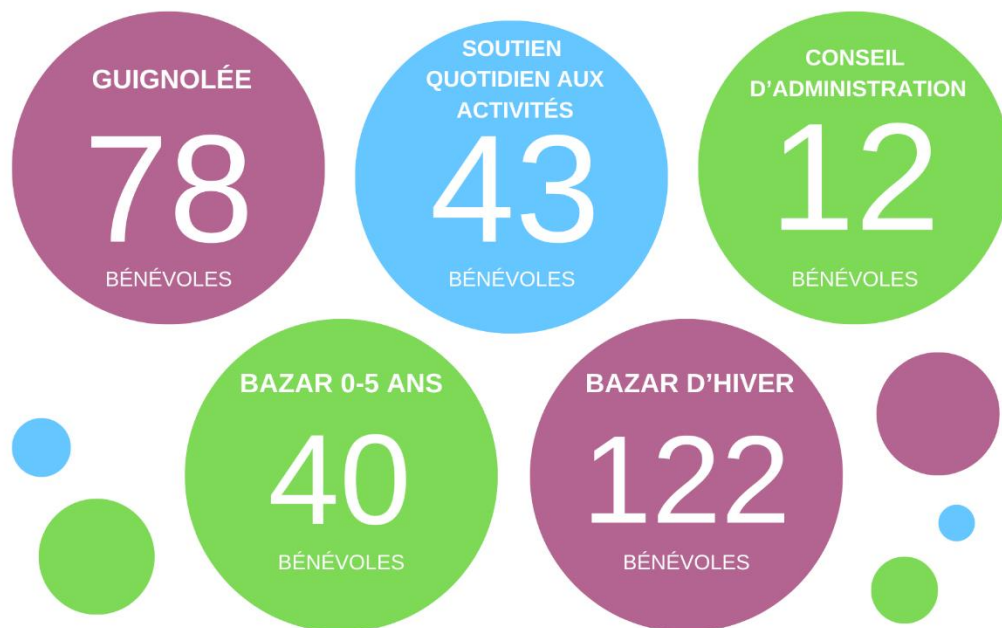 GUIGNOLÉE
78
BÉNÉVOLES
SOUTIEN
QUOTIDIEN AUX
ACTIVITÉS
43
BÉNÉVOLES
CONSEIL
D’ADMINISTRATION
12
BÉNÉVOLES
BAZAR 0-5 ANS
40
BÉNÉVOLES
BAZAR D’HIVER
122
BÉNÉVOLES